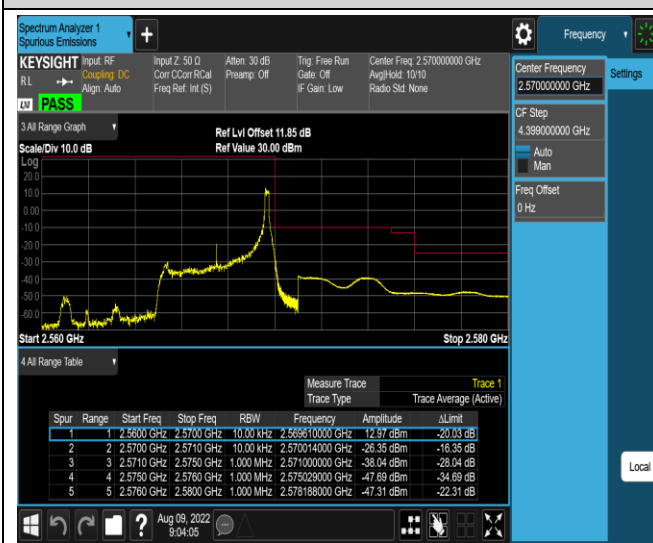 Spectrum Analyzer 1
Spurious Emissions
Frequency
KEYSIGHT Input: RF Input Z: 50 Ω Atten: 30 dB Trig: Free Run Center Freq: 2.570000000 GHz
RL Coupling: DC Corr CCorr RCal Preamp: Off Gate: Off Avg|Hold: 10/10
Align: Auto Freq Ref: Int (S) IF Gain: Low Radio Std: None
LXI PASS
Center Frequency
2.570000000 GHz
Settings
CF Step
4.399000000 GHz
Auto
Man
Freq Offset
0 Hz
3 All Range Graph
Ref Lvl Offset 11.85 dB
Scale/Div 10.0 dB Ref Value 30.00 dBm
Log
20.0
10.0
0.00
-10.0
-20.0
-30.0
-40.0
-50.0
-60.0
Start 2.560 GHz Stop 2.580 GHz
4 All Range Table
Measure Trace Trace 1
Trace Type Trace Average (Active)
Spur Range Start Freq Stop Freq RBW Frequency Amplitude ΔLimit
1 1 2.5600 GHz 2.5700 GHz 10.00 kHz 2.569610000 GHz 12.97 dBm -20.03 dB
2 2 2.5700 GHz 2.5710 GHz 10.00 kHz 2.570014000 GHz -26.35 dBm -16.35 dB
3 3 2.5710 GHz 2.5750 GHz 1.000 MHz 2.571000000 GHz -38.04 dBm -28.04 dB
4 4 2.5750 GHz 2.5760 GHz 1.000 MHz 2.575029000 GHz -47.69 dBm -34.69 dB
5 5 2.5760 GHz 2.5800 GHz 1.000 MHz 2.578188000 GHz -47.31 dBm -22.31 dB
Local
Aug 09, 2022
9:04:05